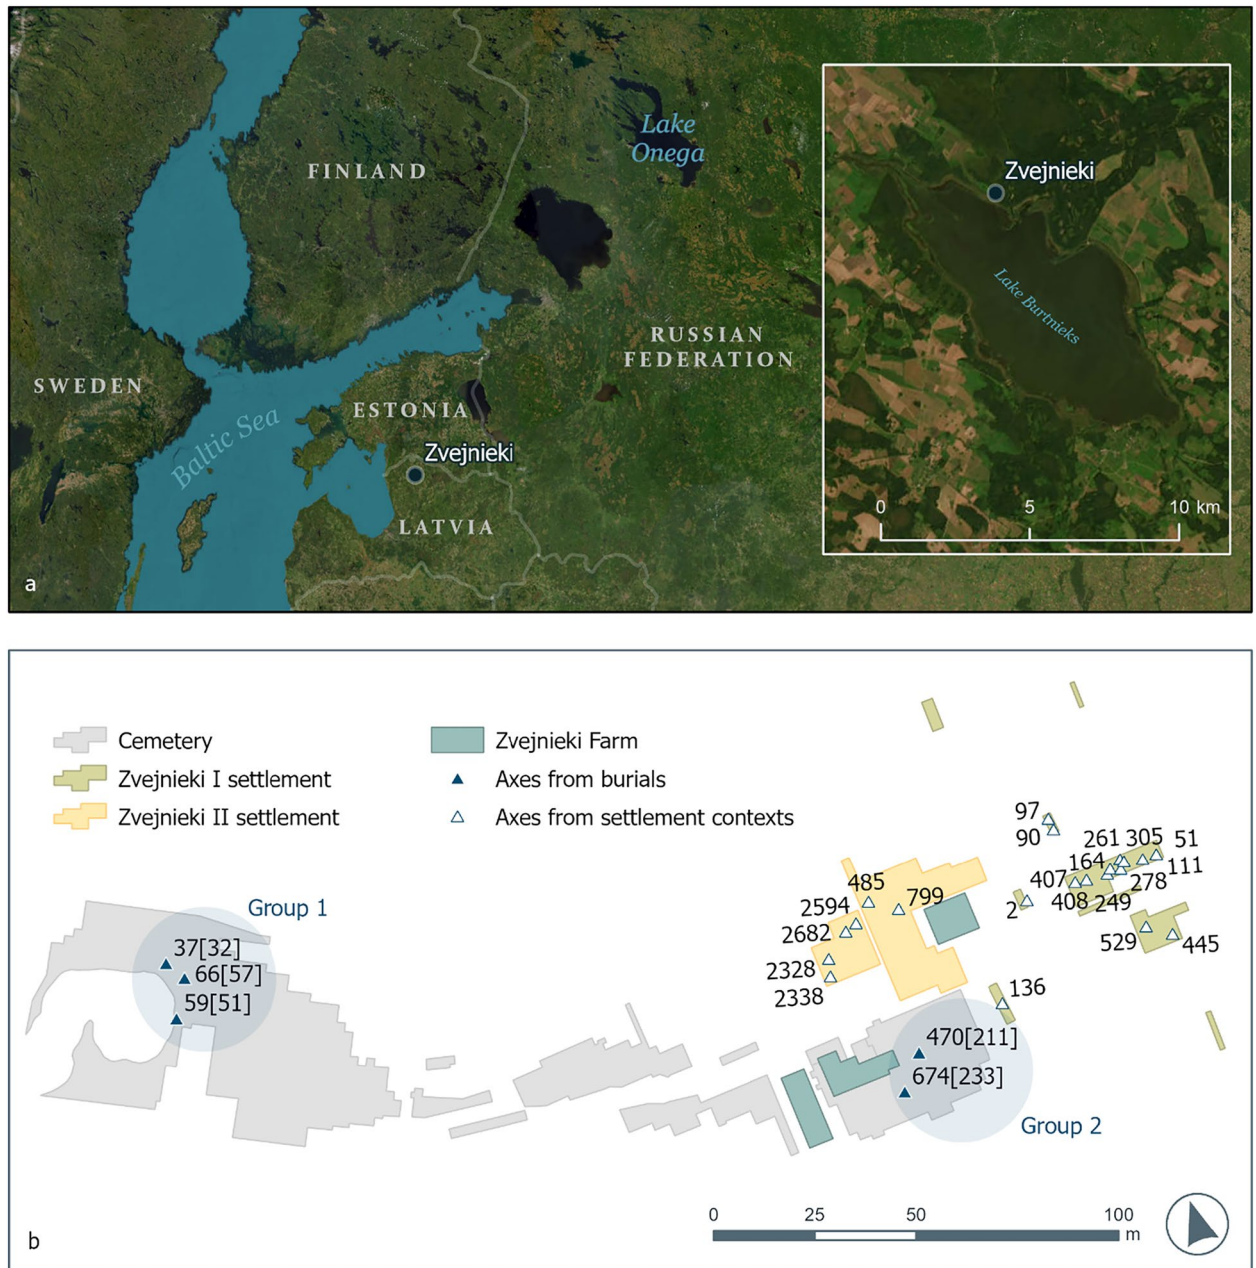 FINLAND
Lake
Onega
SWEDEN
Baltic Sea
ESTONIA
Zvejnieki
LATVIA
RUSSIAN
FEDERATION
a
Zvejnieki
Lake Burtnieks
0 5 10 km
Cemetery
Zvejnieki I settlement
Zvejnieki II settlement
Zvejnieki Farm
Axes from burials
Axes from settlement contexts
Group 1
37[32]
66[57]
59[51]
485
799
2594
2682
2328
2338
97
90
261 305 51
164
111
407
278
408 249
2
529
445
136
470[211]
674[233]
Group 2
0 25 50 100
m
b